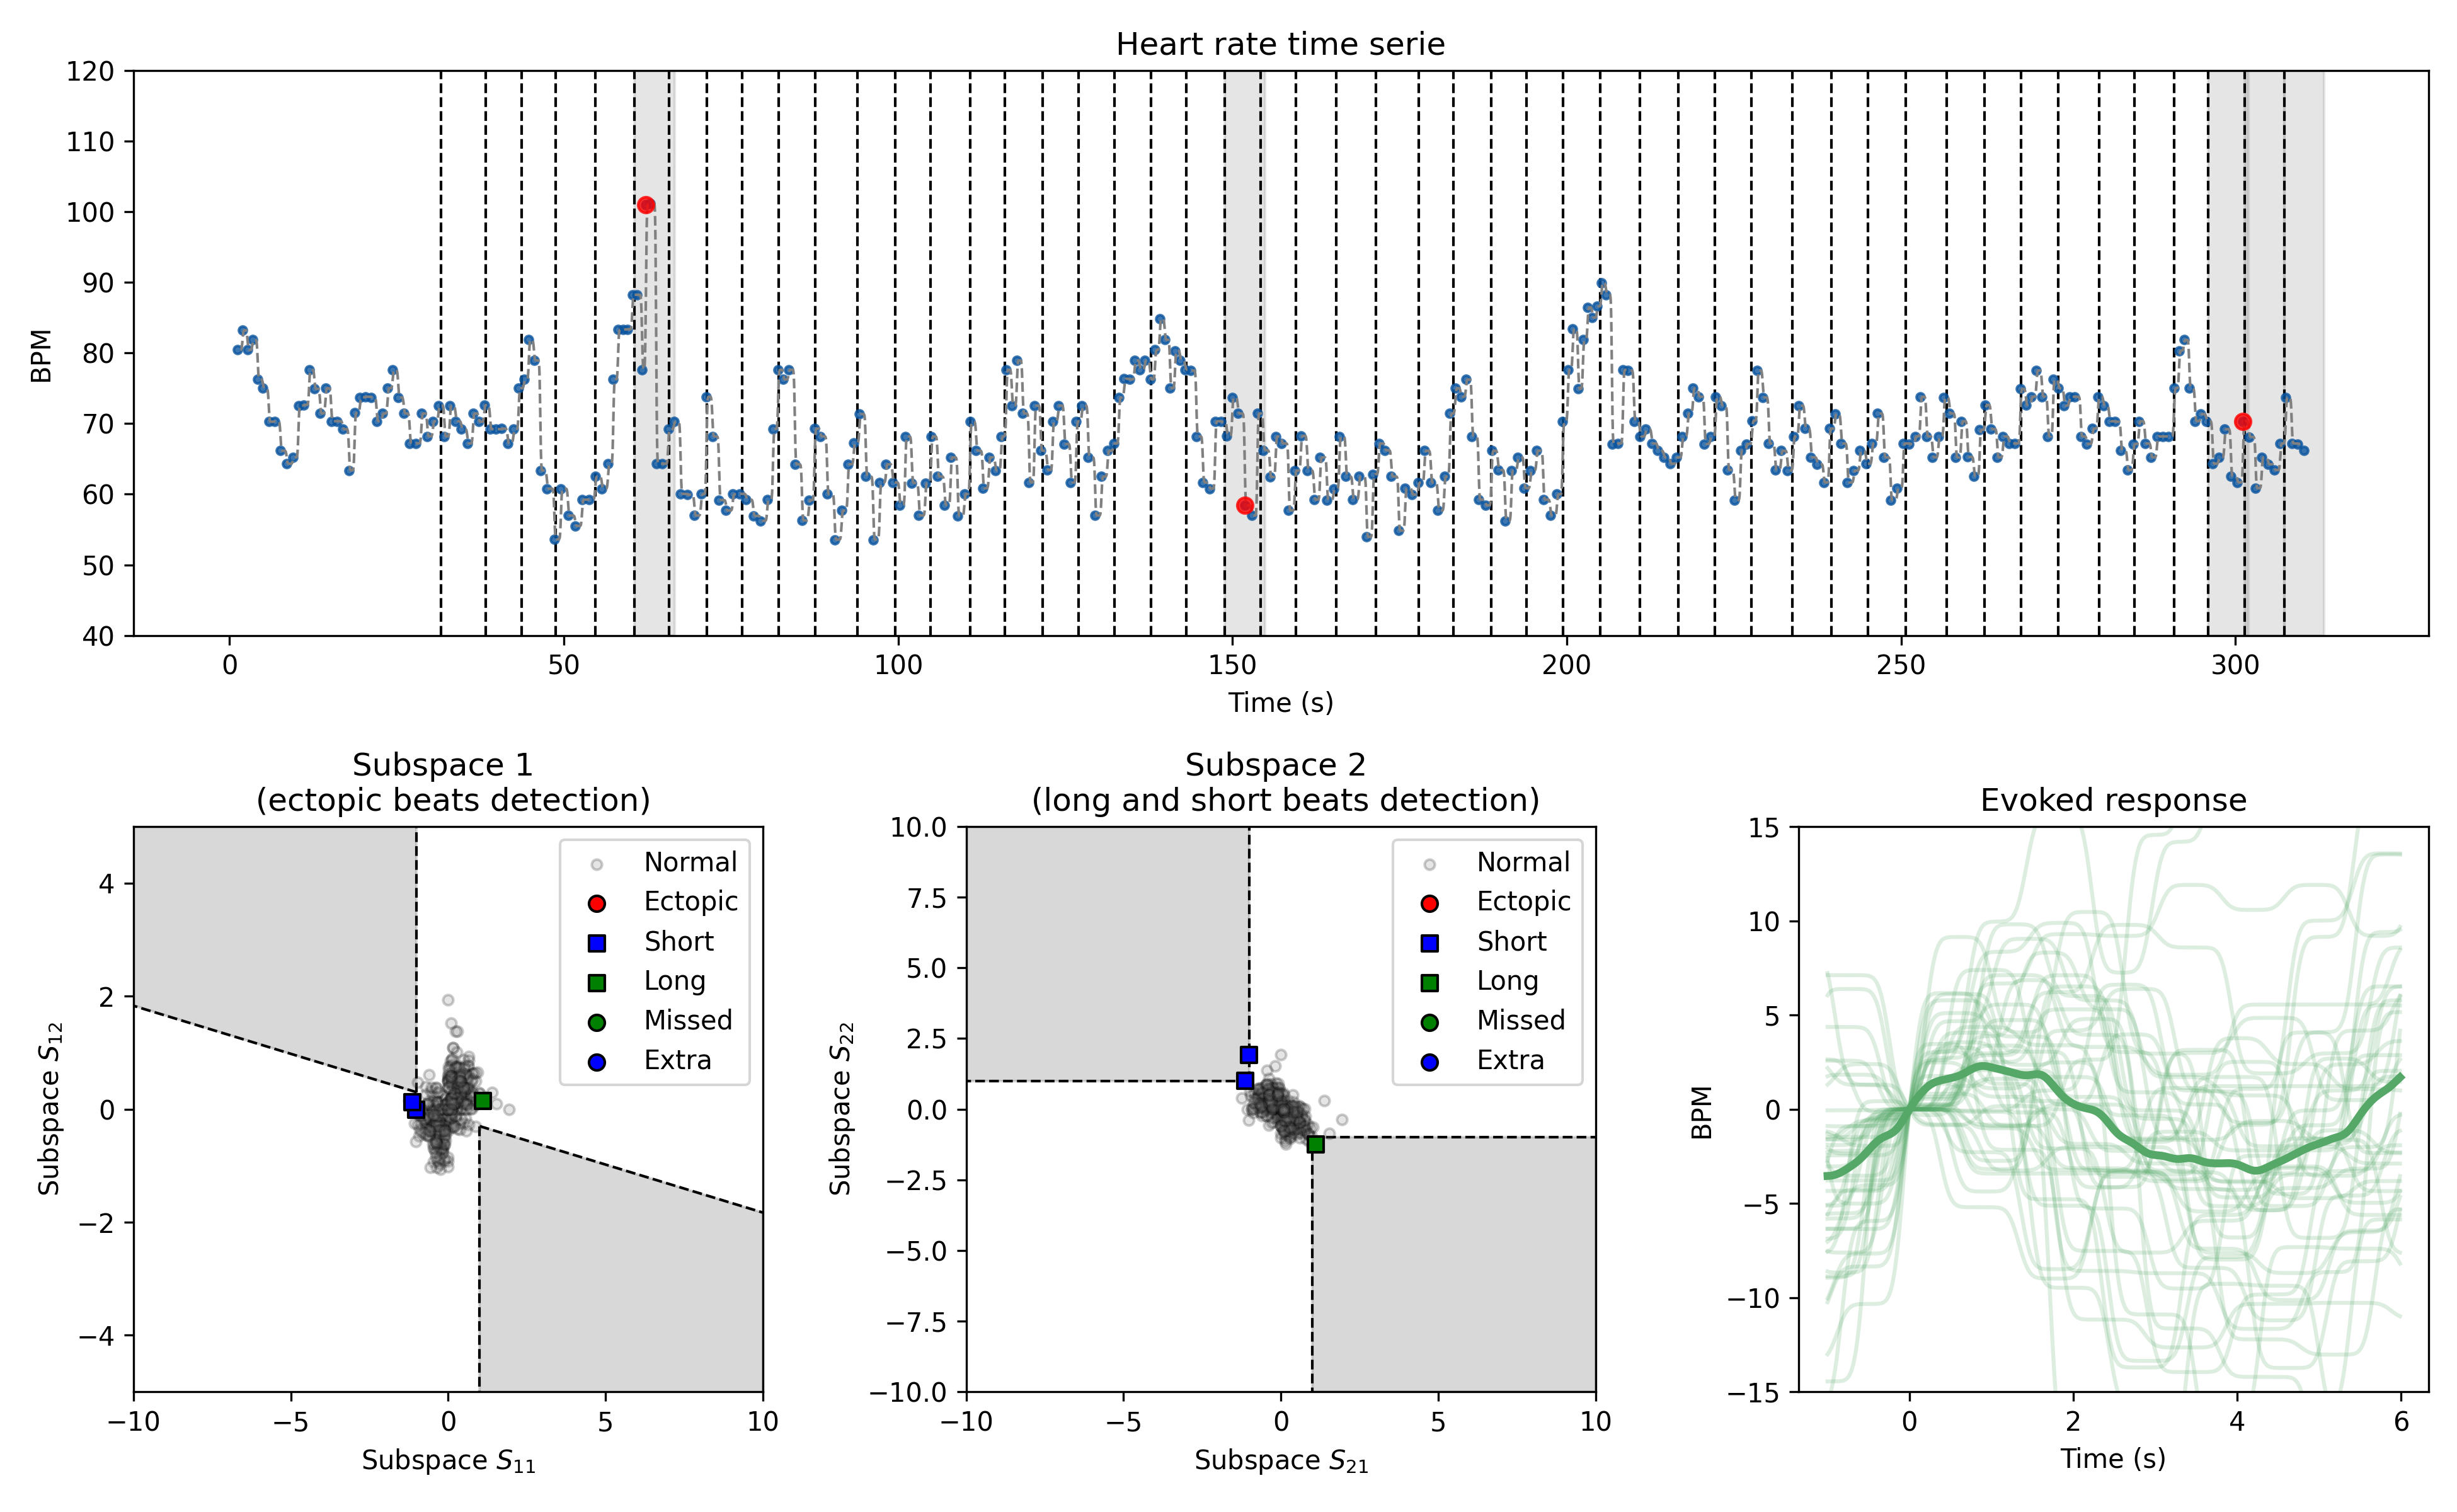 Heart rate time serie
120
110
100
90
80
70
60
50
40
BPM
0 50 100 150 200 250 300
Time (s)
Subspace 1
(ectopic beats detection)
4
2
0
−2
−4
Subspace S12
Normal
Ectopic
Short
Long
Missed
Extra
−10 −5 0 5 10
Subspace S11
Subspace 2
(long and short beats detection)
10.0
7.5
5.0
2.5
0.0
−2.5
−5.0
−7.5
−10.0
Subspace S22
Normal
Ectopic
Short
Long
Missed
Extra
−10 −5 0 5 10
Subspace S21
Evoked response
15
10
5
0
−5
−10
−15
BPM
0 2 4 6
Time (s)